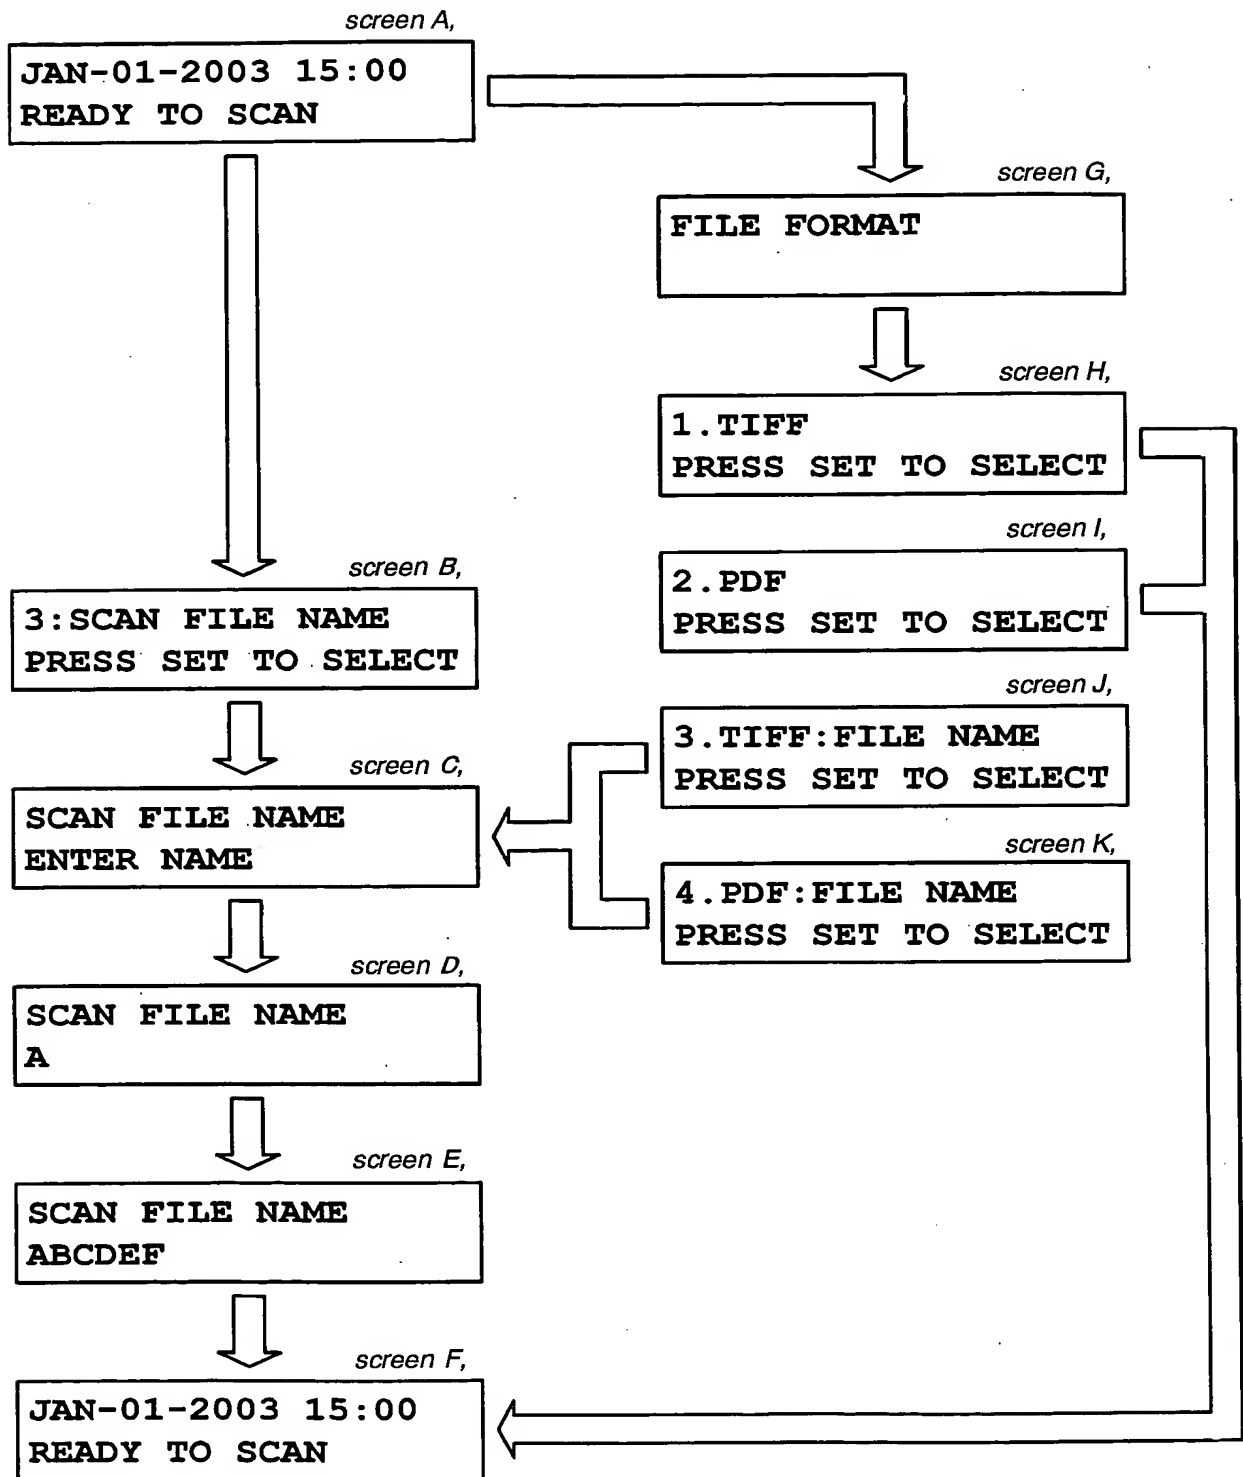 screen A,
JAN-01-2003 15:00
READY TO SCAN
screen G,
FILE FORMAT
screen H,
1.TIFF
PRESS SET TO SELECT
screen I,
2.PDF
PRESS SET TO SELECT
screen B,
3:SCAN FILE NAME
PRESS SET TO SELECT
screen J,
3.TIFF:FILE NAME
PRESS SET TO SELECT
screen C,
SCAN FILE NAME
ENTER NAME
screen K,
4.PDF:FILE NAME
PRESS SET TO SELECT
screen D,
SCAN FILE NAME
A
screen E,
SCAN FILE NAME
ABCDEF
screen F,
JAN-01-2003 15:00
READY TO SCAN